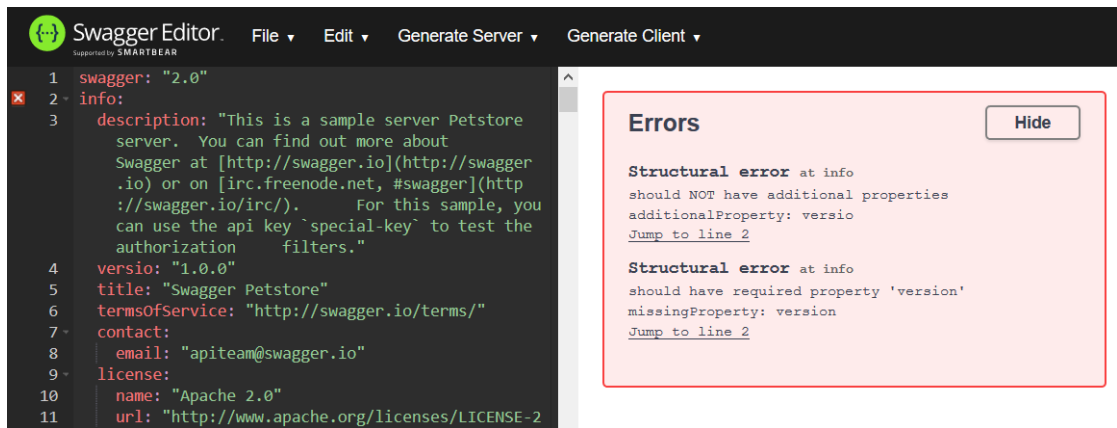 {···} Swagger Editor. File ▾ Edit ▾ Generate Server ▾ Generate Client ▾
Supported by SMARTBEAR
1 swagger: "2.0"
2 info:
3 description: "This is a sample server Petstore
server.  You can find out more about
Swagger at [http://swagger.io](http://swagger
.io) or on [irc.freenode.net, #swagger](http
://swagger.io/irc/).      For this sample, you
can use the api key `special-key` to test the
authorization     filters."
4 versio: "1.0.0"
5 title: "Swagger Petstore"
6 termsOfService: "http://swagger.io/terms/"
7 contact:
8 email: "apiteam@swagger.io"
9 license:
10 name: "Apache 2.0"
11 url: "http://www.apache.org/licenses/LICENSE-2
Errors
Hide
Structural error at info
should NOT have additional properties
additionalProperty: versio
Jump to line 2
Structural error at info
should have required property 'version'
missingProperty: version
Jump to line 2